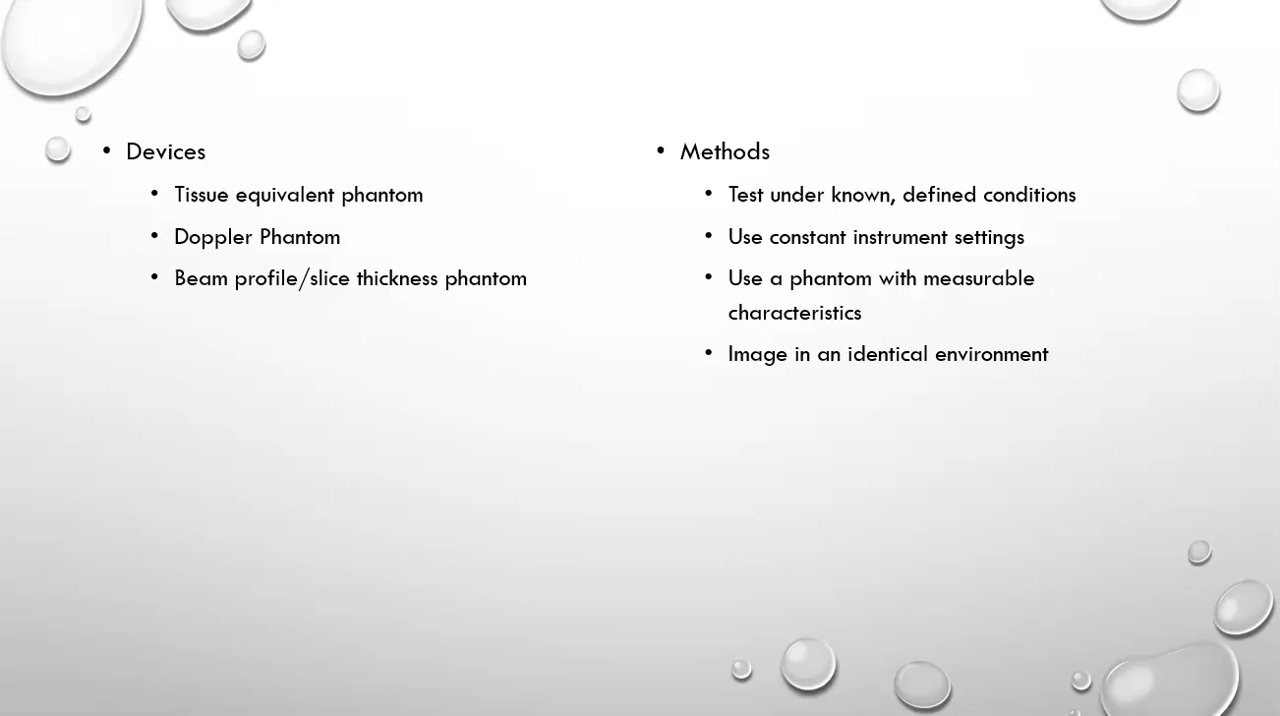 • Devices
• Tissue equivalent phantom
• Doppler Phantom
• Beam profile/slice thickness phantom
• Methods
• Test under known, defined conditions
• Use constant instrument settings
• Use a phantom with measurable
characteristics
• Image in an identical environment